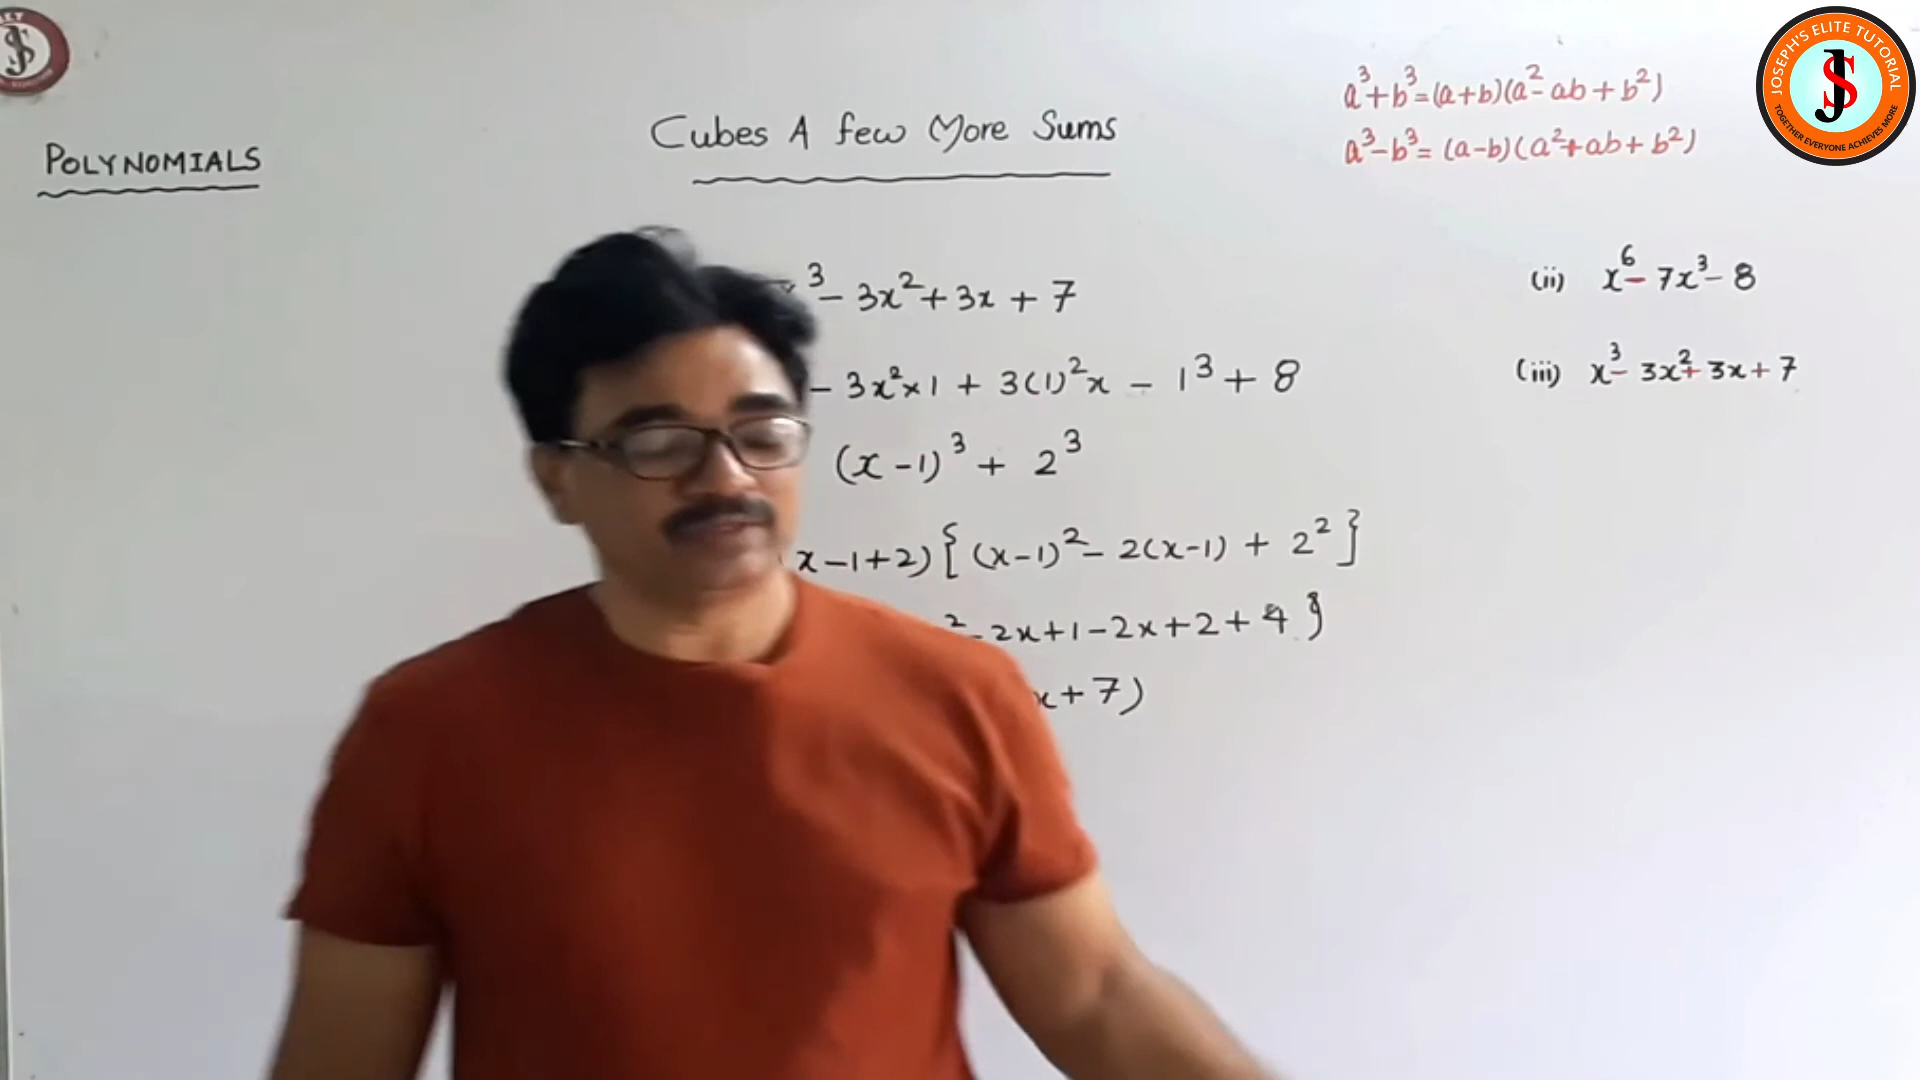 POLYNOMIALS
Cubes A few More Sums
a³+b³=(a+b)(a²-ab+b²)
a³-b³=(a-b)(a²+ab+b²)
JOSEPH'S ELITE TUTORIAL
JS
TOGETHER EVERYONE ACHIEVES MORE
³- 3x²+3x+7
- 3x²×1 + 3(1)²x - 1³+8
(x-1)³+ 2³
x-1+2)[(x-1)²- 2(x-1) + 2²}
²-2x+1-2x+2+4}
x+7)
(ii) x⁶- 7x³- 8
(iii) x³- 3x²+3x+7